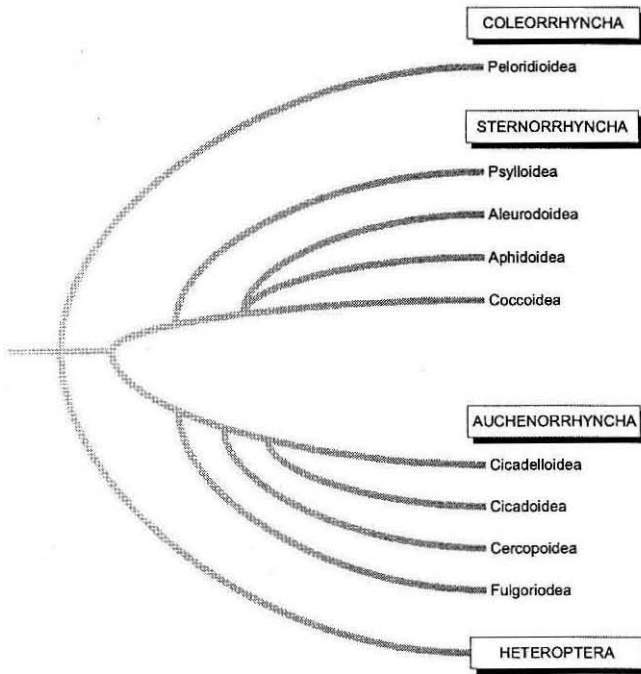 COLEORRHYNCHA
Peloridioidea
STERNORRHYNCHA
Psylloidea
Aleurodoidea
Aphidoidea
Coccoidea
AUCHENORRHYNCHA
Cicadelloidea
Cicadoidea
Cercopoidea
Fulgoriodea
HETEROPTERA